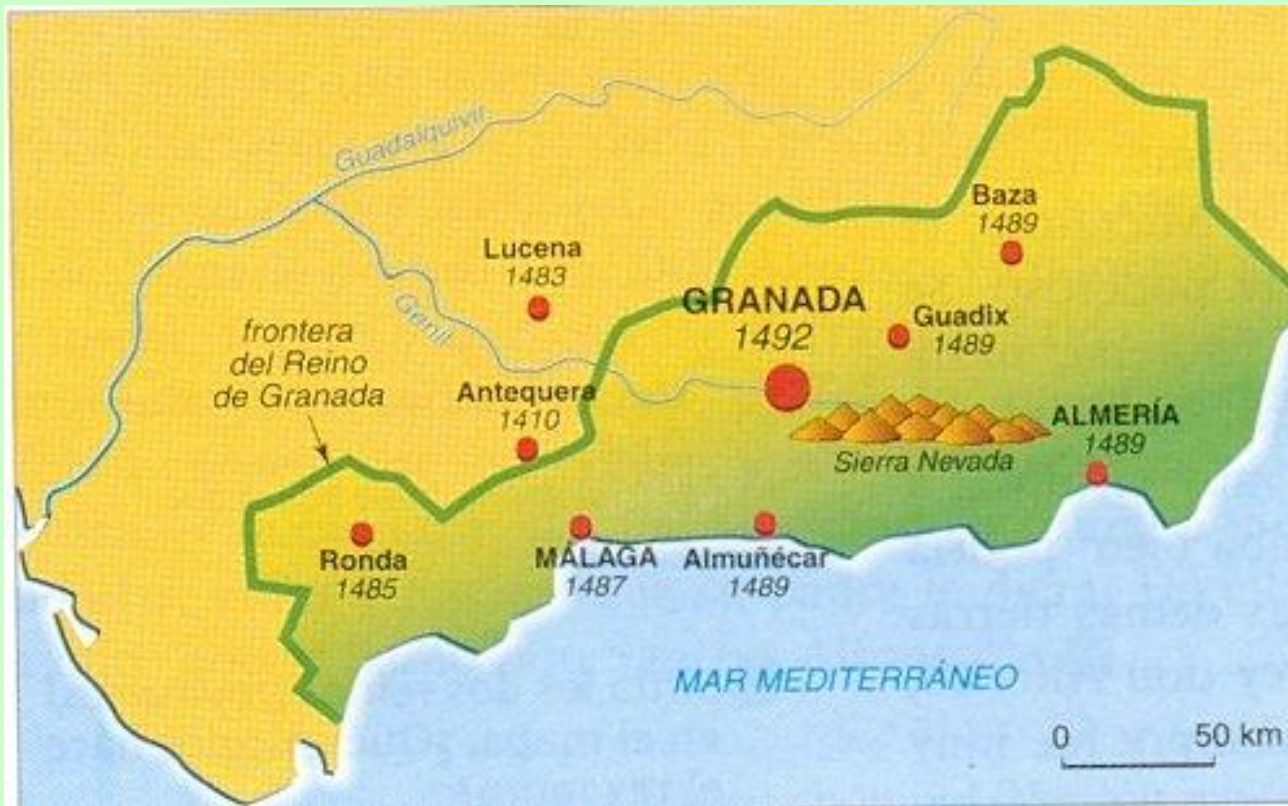 Guadalquivir
Baza
1489
Lucena
1483
Genil
GRANADA
1492
Guadix
1489
frontera
del Reino
de Granada
Antequera
1410
ALMERÍA
1489
Sierra Nevada
Ronda
1485
MÁLAGA
1487
Almuñécar
1489
MAR MEDITERRÁNEO
0 50 km